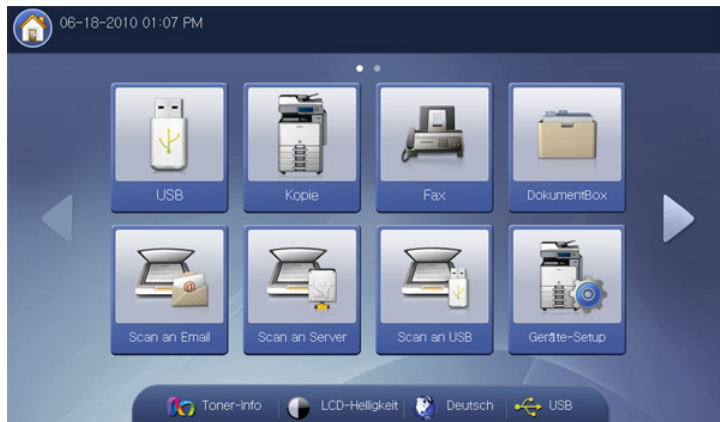 06-18-2010 01:07 PM
USB Kopie Fax DokumentBox
Scan an Email Scan an Server Scan an USB Geräte-Setup
Toner-Info LCD-Helligkeit Deutsch USB